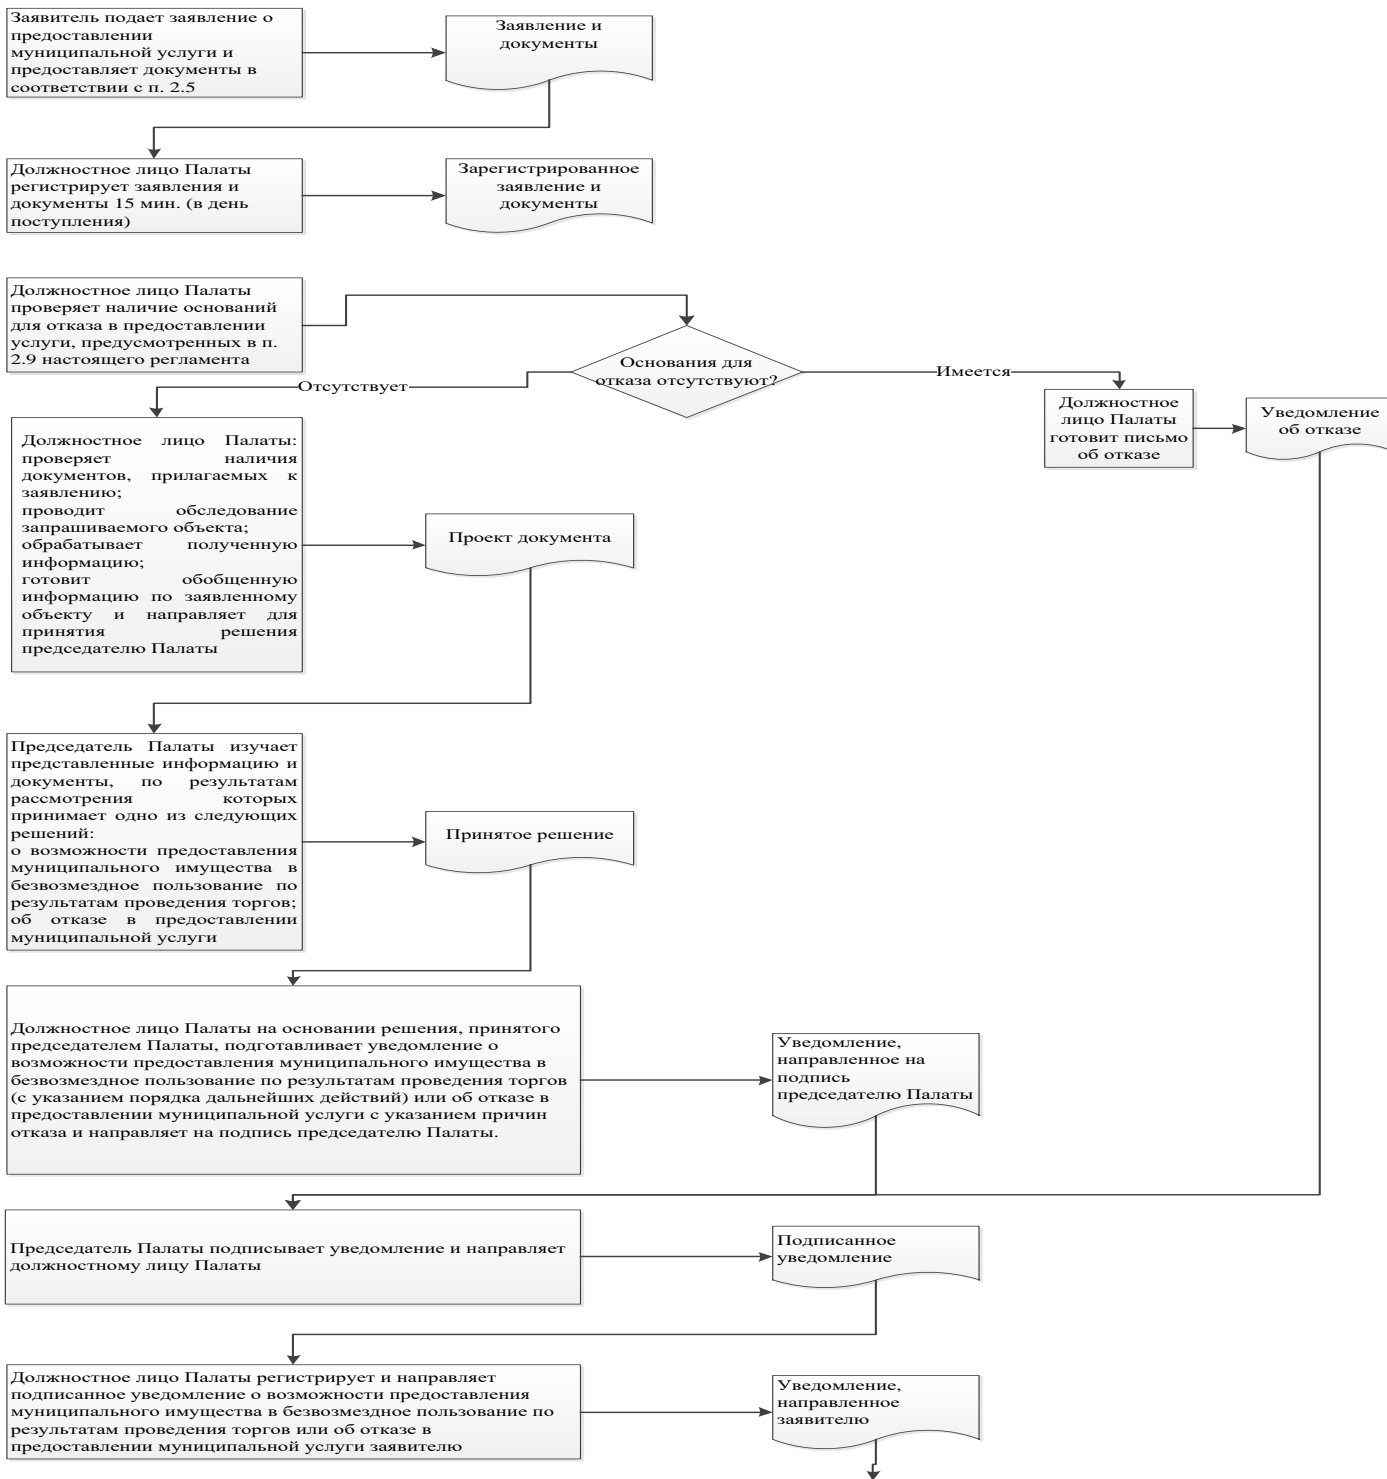 Заявитель подает заявление о
предоставлении
муниципальной услуги и
предоставляет документы в
соответствии с п. 2.5
Заявление и
документы
Должностное лицо Палаты
регистрирует заявления и
документы 15 мин. (в день
поступления)
Зарегистрированное
заявление и
документы
Должностное лицо Палаты
проверяет наличие оснований
для отказа в предоставлении
услуги, предусмотренных в п.
2.9 настоящего регламента
Основания для
отказа отсутствуют?
Отсутствует
Имеется
Должностное
лицо Палаты
готовит письмо
об отказе
Уведомление
об отказе
Должностное лицо Палаты:
проверяет наличия
документов, прилагаемых к
заявлению;
проводит обследование
запрашиваемого объекта;
обрабатывает полученную
информацию;
готовит обобщенную
информацию по заявленному
объекту и направляет для
принятия решения
председателю Палаты
Проект документа
Председатель Палаты изучает
представленные информацию и
документы, по результатам
рассмотрения которых
принимает одно из следующих
решений:
о возможности предоставления
муниципального имущества в
безвозмездное пользование по
результатам проведения торгов;
об отказе в предоставлении
муниципальной услуги
Принятое решение
Должностное лицо Палаты на основании решения, принятого
председателем Палаты, подготавливает уведомление о
возможности предоставления муниципального имущества в
безвозмездное пользование по результатам проведения торгов
(с указанием порядка дальнейших действий) или об отказе в
предоставлении муниципальной услуги с указанием причин
отказа и направляет на подпись председателю Палаты.
Уведомление,
направленное на
подпись
председателю Палаты
Председатель Палаты подписывает уведомление и направляет
должностному лицу Палаты
Подписанное
уведомление
Должностное лицо Палаты регистрирует и направляет
подписанное уведомление о возможности предоставления
муниципального имущества в безвозмездное пользование по
результатам проведения торгов или об отказе в
предоставлении муниципальной услуги заявителю
Уведомление,
направленное
заявителю